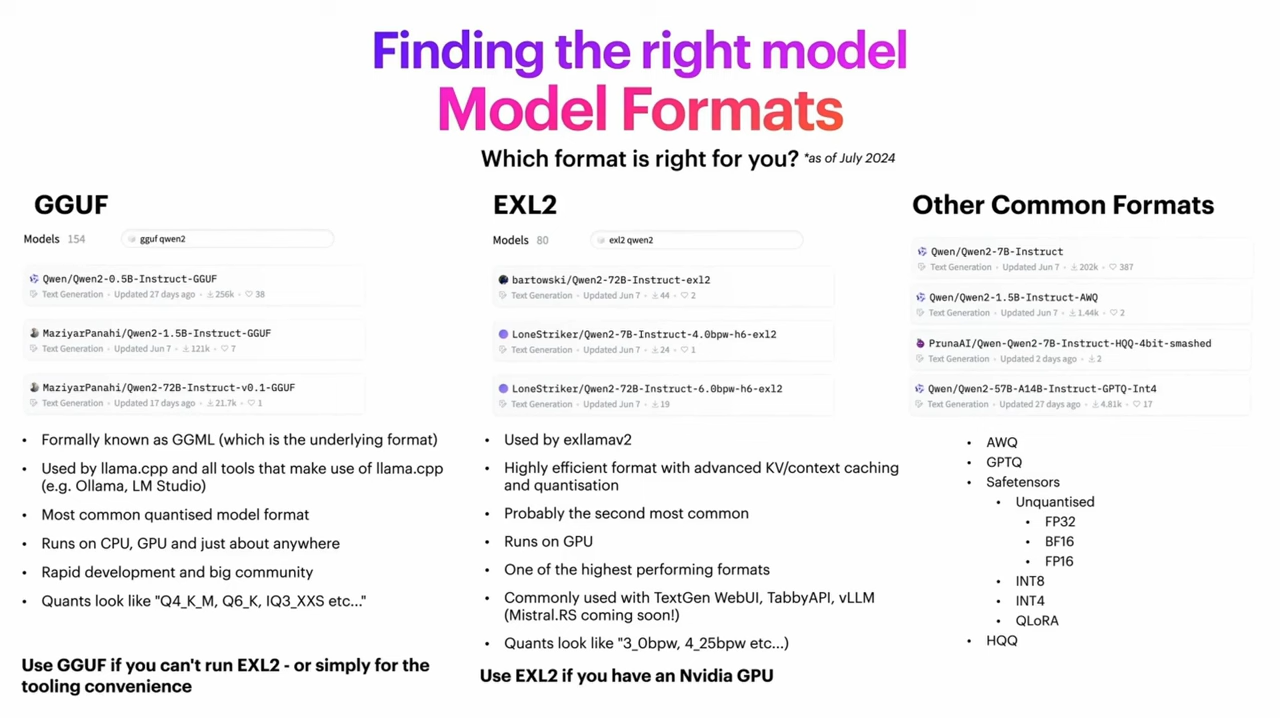 Finding the right model
Model Formats
Which format is right for you? *as of July 2024
GGUF
Models 154
gguf qwen2
Qwen/Qwen2-0.5B-Instruct-GGUF
Text Generation • Updated 27 days ago • 256k • 38
MaziyarPanahi/Qwen2-1.5B-Instruct-GGUF
Text Generation • Updated Jun 7 • 121k • 7
MaziyarPanahi/Qwen2-72B-Instruct-v0.1-GGUF
Text Generation • Updated 17 days ago • 21.7k • 1
• Formally known as GGML (which is the underlying format)
• Used by llama.cpp and all tools that make use of llama.cpp
(e.g. Ollama, LM Studio)
• Most common quantised model format
• Runs on CPU, GPU and just about anywhere
• Rapid development and big community
• Quants look like "Q4_K_M, Q6_K, IQ3_XXS etc..."
Use GGUF if you can't run EXL2 - or simply for the
tooling convenience
EXL2
Models 80
exl2 qwen2
bartowski/Qwen2-72B-Instruct-exl2
Text Generation • Updated Jun 7 • 44 • 2
LoneStriker/Qwen2-7B-Instruct-4.0bpw-h6-exl2
Text Generation • Updated Jun 7 • 24 • 1
LoneStriker/Qwen2-72B-Instruct-6.0bpw-h6-exl2
Text Generation • Updated Jun 7 • 19
• Used by exllamav2
• Highly efficient format with advanced KV/context caching
and quantisation
• Probably the second most common
• Runs on GPU
• One of the highest performing formats
• Commonly used with TextGen WebUI, TabbyAPI, vLLM
(Mistral.RS coming soon!)
• Quants look like "3_0bpw, 4_25bpw etc...)
Use EXL2 if you have an Nvidia GPU
Other Common Formats
Qwen/Qwen2-7B-Instruct
Text Generation • Updated Jun 7 • 202k • 387
Qwen/Qwen2-1.5B-Instruct-AWQ
Text Generation • Updated Jun 7 • 1.44k • 2
PrunaAI/Qwen-Qwen2-7B-Instruct-HQQ-4bit-smashed
Text Generation • Updated 2 days ago • 2
Qwen/Qwen2-57B-A14B-Instruct-GPTQ-Int4
Text Generation • Updated 27 days ago • 4.81k • 17
• AWQ
• GPTQ
• Safetensors
• Unquantised
• FP32
• BF16
• FP16
• INT8
• INT4
• QLoRA
• HQQ